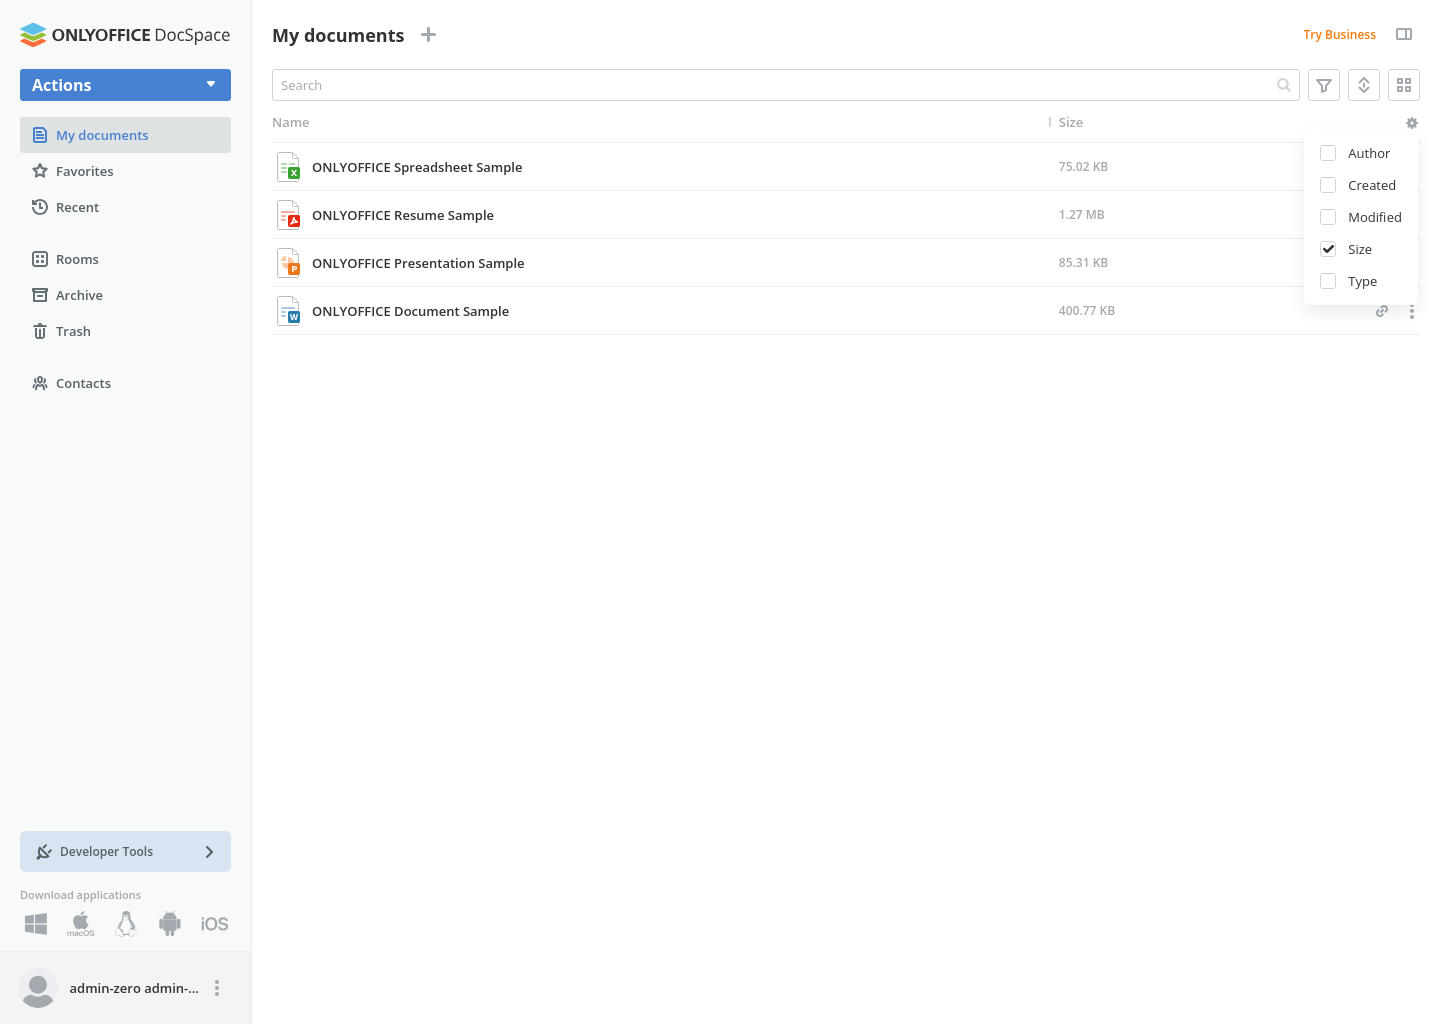 ONLYOFFICE DocSpace
Actions
My documents
Favorites
Recent
Rooms
Archive
Trash
Contacts
Developer Tools
Download applications
macOS
iOS
admin-zero admin-...
My documents
Try Business
Search
Name
Size
ONLYOFFICE Spreadsheet Sample
75.02 KB
ONLYOFFICE Resume Sample
1.27 MB
ONLYOFFICE Presentation Sample
85.31 KB
ONLYOFFICE Document Sample
400.77 KB
Author
Created
Modified
Size
Type
X
P
W